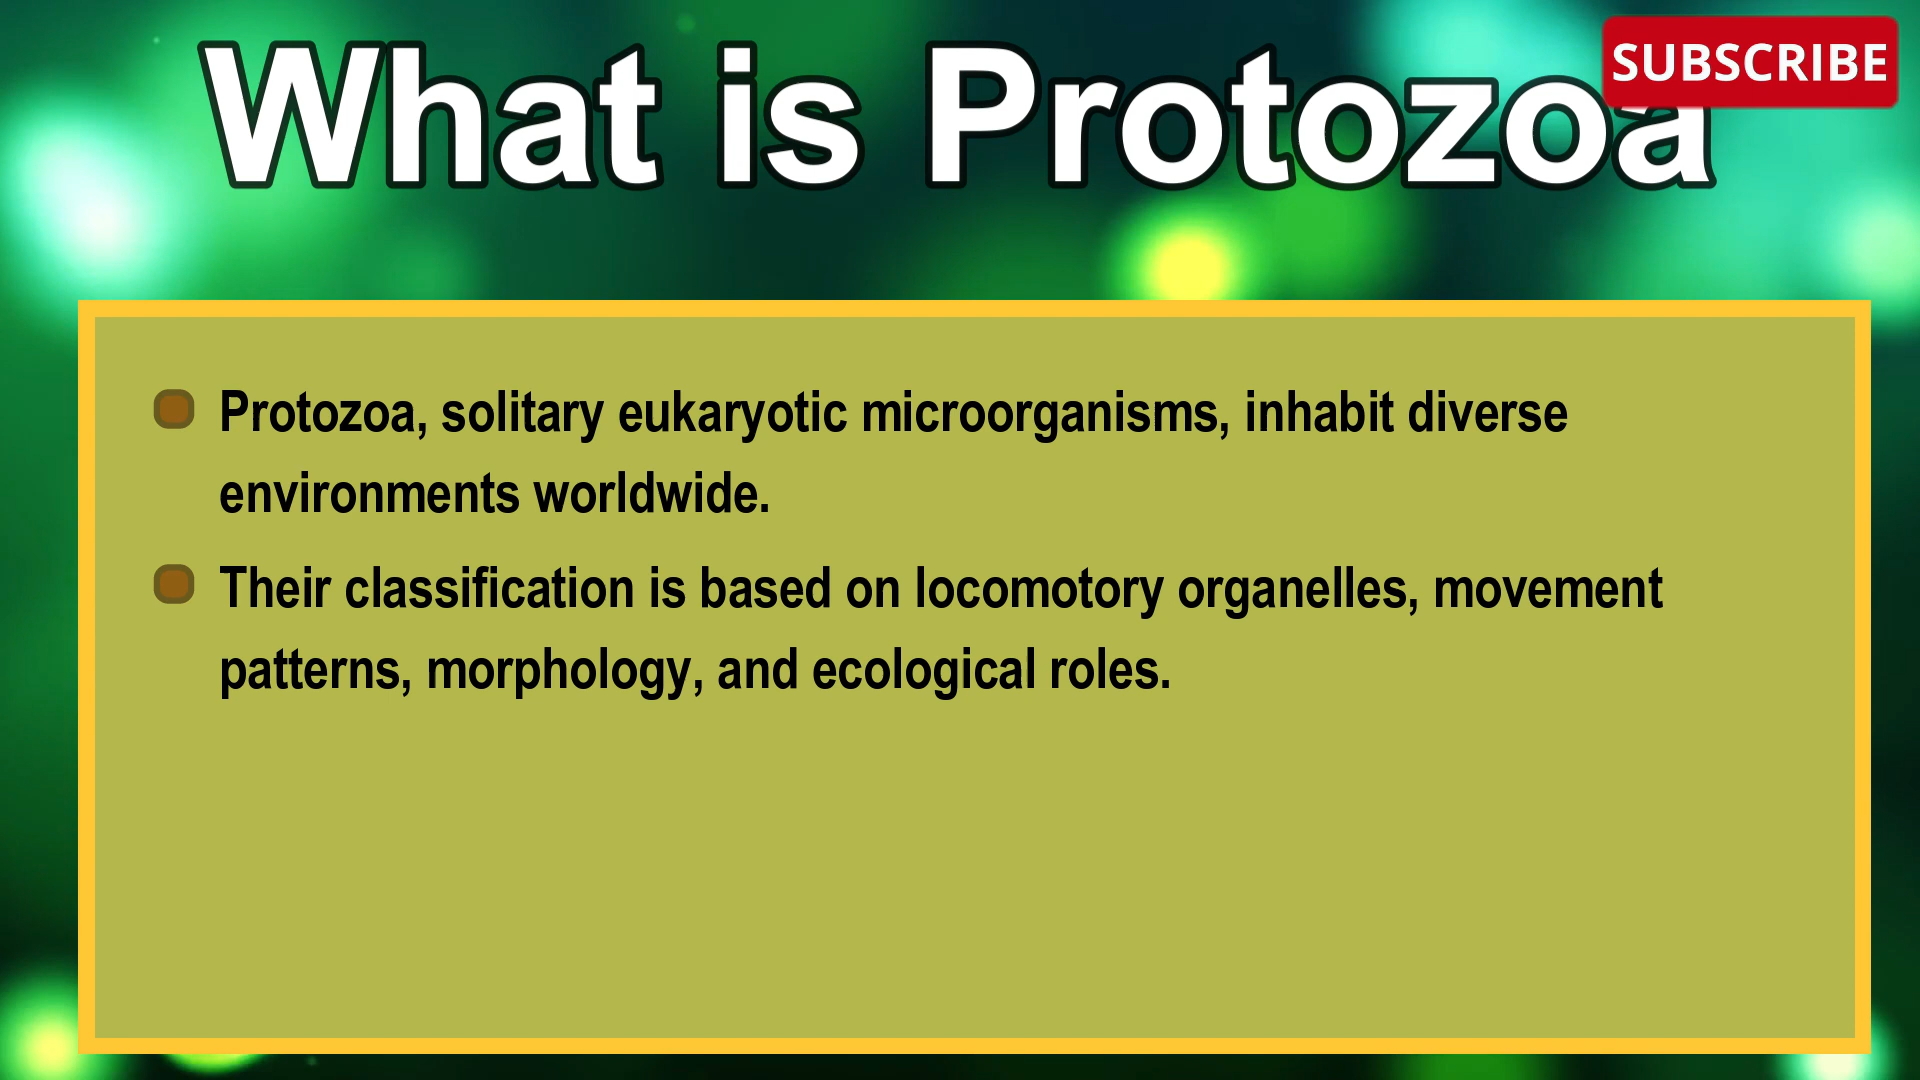 What is Protozoa
SUBSCRIBE
Protozoa, solitary eukaryotic microorganisms, inhabit diverse
environments worldwide.
Their classification is based on locomotory organelles, movement
patterns, morphology, and ecological roles.